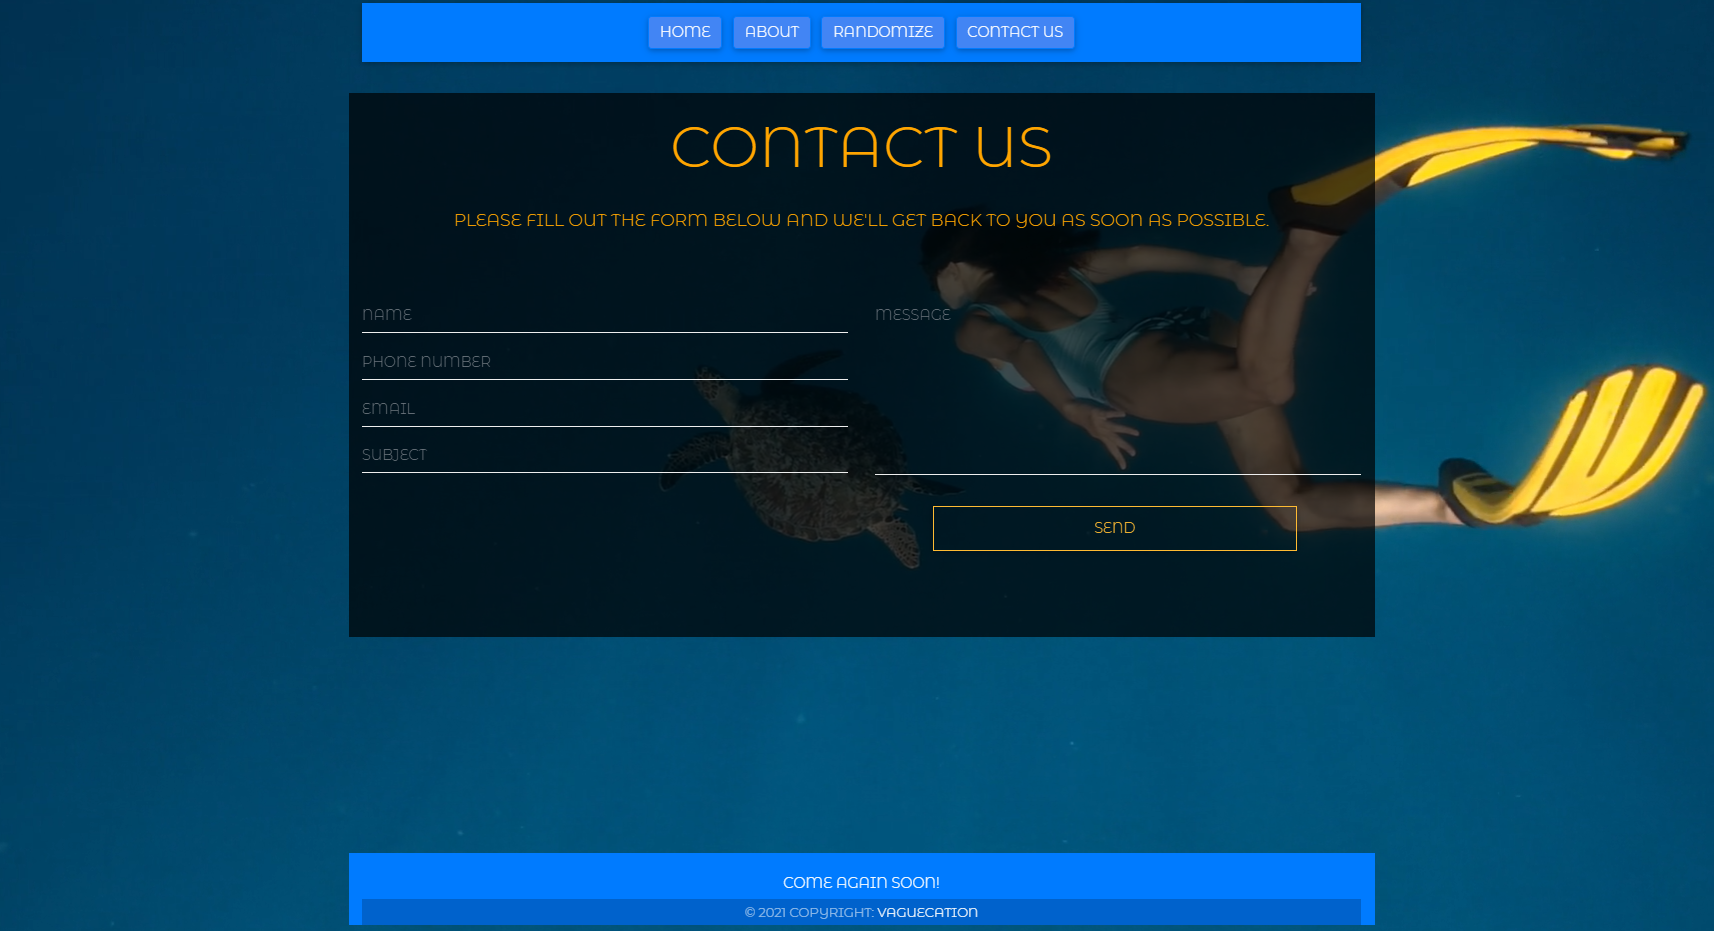 HOME ABOUT RANDOMIZE CONTACT US
CONTACT US
PLEASE FILL OUT THE FORM BELOW AND WE'LL GET BACK TO YOU AS SOON AS POSSIBLE.
NAME
PHONE NUMBER
EMAIL
SUBJECT
MESSAGE
SEND
COME AGAIN SOON!
© 2021 COPYRIGHT: VAGUECATION